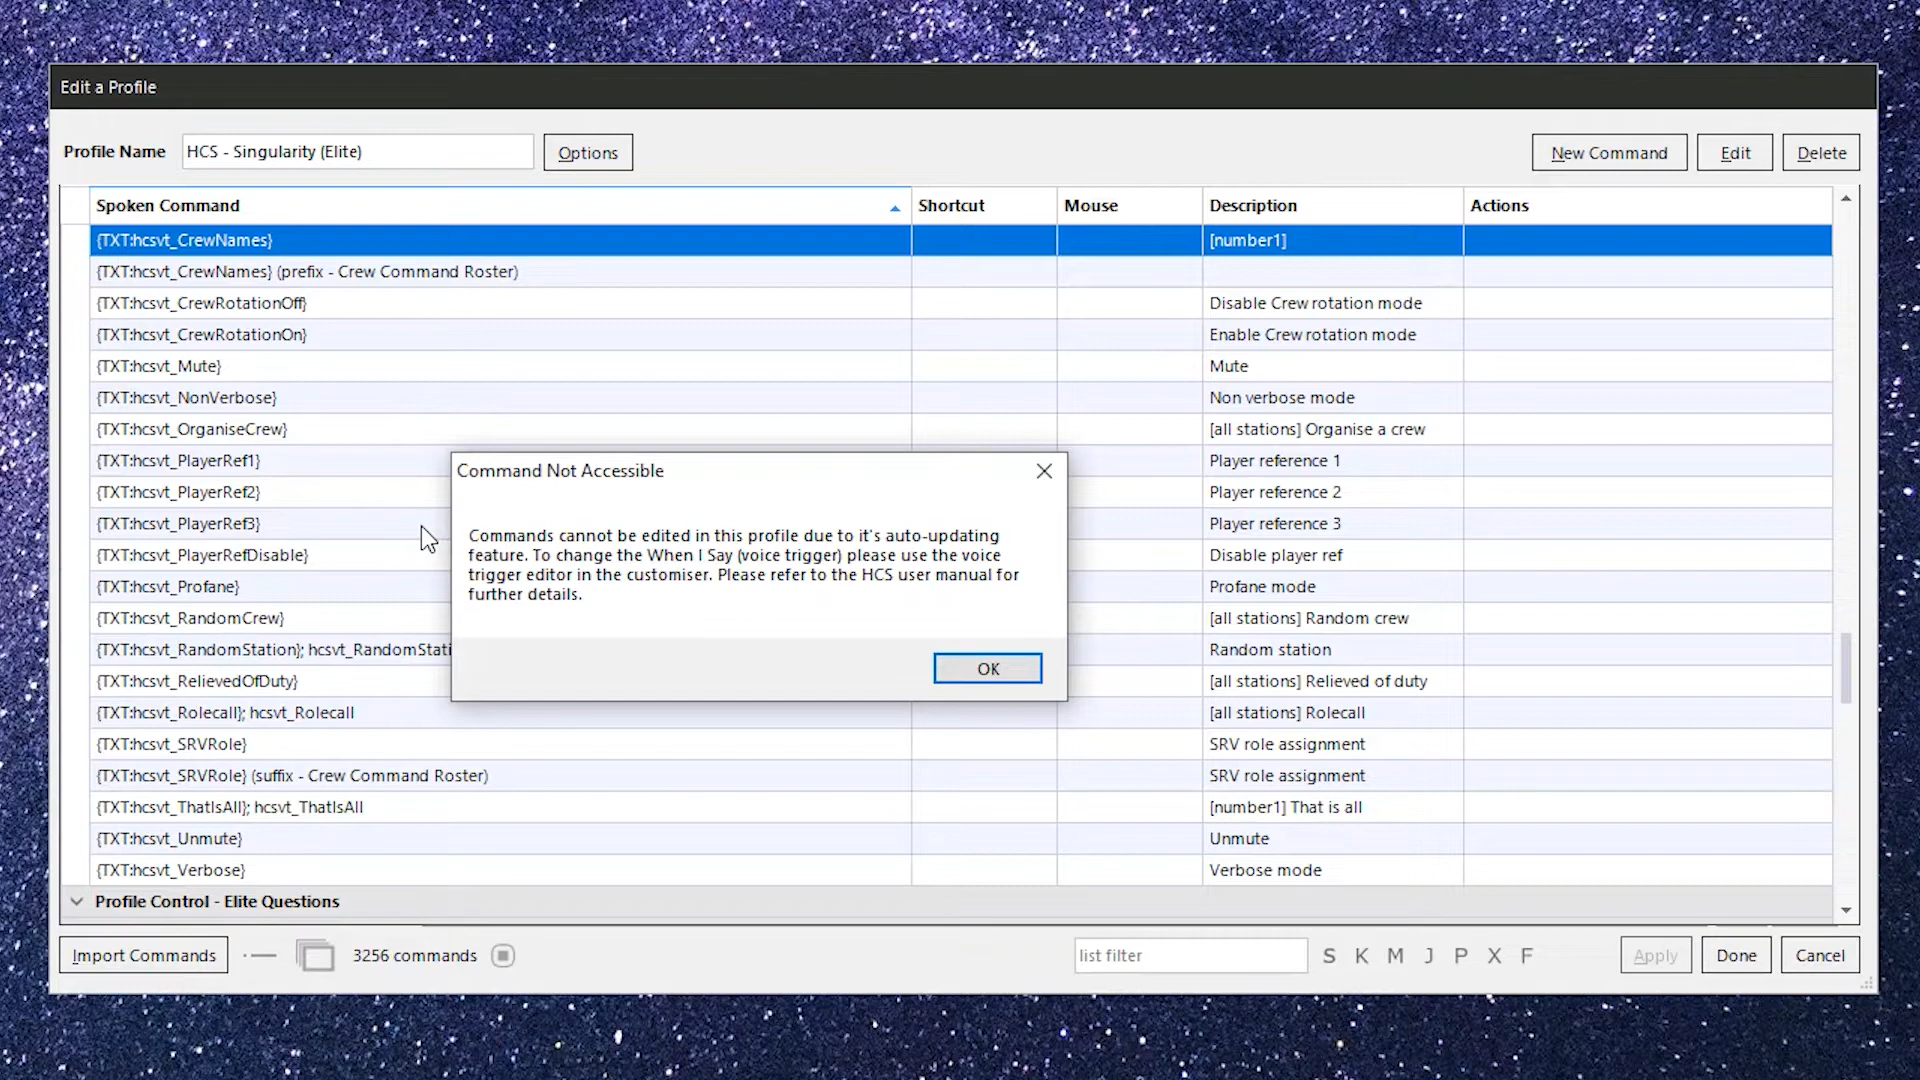 Edit a Profile
Profile Name HCS - Singularity (Elite) Options New Command Edit Delete
Spoken Command Shortcut Mouse Description Actions
{TXT:hcsvt_CrewNames} [number1]
{TXT:hcsvt_CrewNames} (prefix - Crew Command Roster)
{TXT:hcsvt_CrewRotationOff} Disable Crew rotation mode
{TXT:hcsvt_CrewRotationOn} Enable Crew rotation mode
{TXT:hcsvt_Mute} Mute
{TXT:hcsvt_NonVerbose} Non verbose mode
{TXT:hcsvt_OrganiseCrew} [all stations] Organise a crew
{TXT:hcsvt_PlayerRef1} Player reference 1
{TXT:hcsvt_PlayerRef2} Player reference 2
{TXT:hcsvt_PlayerRef3} Player reference 3
{TXT:hcsvt_PlayerRefDisable} Disable player ref
{TXT:hcsvt_Profane} Profane mode
{TXT:hcsvt_RandomCrew} [all stations] Random crew
{TXT:hcsvt_RandomStation}; hcsvt_RandomStati Random station
{TXT:hcsvt_RelievedOfDuty} [all stations] Relieved of duty
{TXT:hcsvt_Rolecall}; hcsvt_Rolecall [all stations] Rolecall
{TXT:hcsvt_SRVRole} SRV role assignment
{TXT:hcsvt_SRVRole} (suffix - Crew Command Roster) SRV role assignment
{TXT:hcsvt_ThatIsAll}; hcsvt_ThatIsAll [number1] That is all
{TXT:hcsvt_Unmute} Unmute
{TXT:hcsvt_Verbose} Verbose mode
Profile Control - Elite Questions
Command Not Accessible
Commands cannot be edited in this profile due to it's auto-updating
feature. To change the When I Say (voice trigger) please use the voice
trigger editor in the customiser. Please refer to the HCS user manual for
further details.
OK
Import Commands 3256 commands list filter S K M J P X F Apply Done Cancel